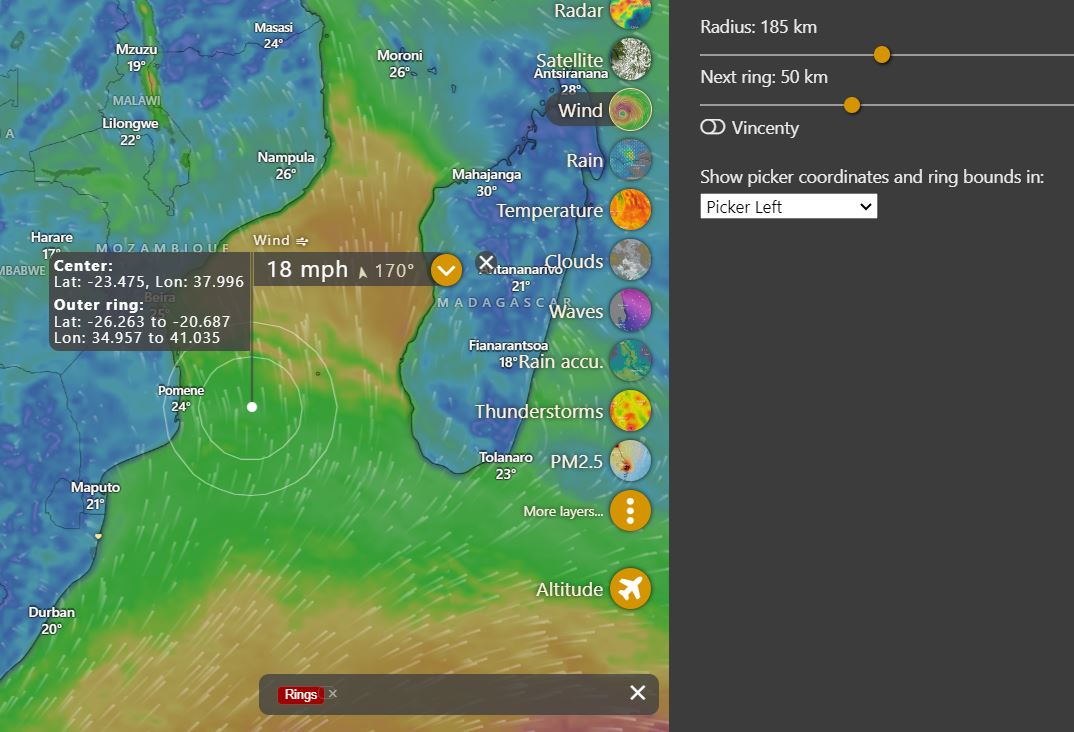 Radar
Masasi
24°
Mzuzu
19°
Moroni
26°
Satellite
Antsiranana
28°
MALAWI
Wind
Lilongwe
22°
Nampula
26°
Rain
Mahajanga
30°
Temperature
Harare
17°
MOZAMBIQUE
Wind
MBABWE
Center:
Lat: -23.475, Lon: 37.996
18 mph 170°
Clouds
Antananarivo
21°
Beira
25°
Outer ring:
Lat: -26.263 to -20.687
Lon: 34.957 to 41.035
MADAGASCAR
Waves
Fianarantsoa
18°
Rain accu.
Pomene
24°
Thunderstorms
Tolanaro
23°
PM2.5
Maputo
21°
More layers...
Altitude
Durban
20°
Rings
Radius: 185 km
Next ring: 50 km
Vincenty
Show picker coordinates and ring bounds in:
Picker Left